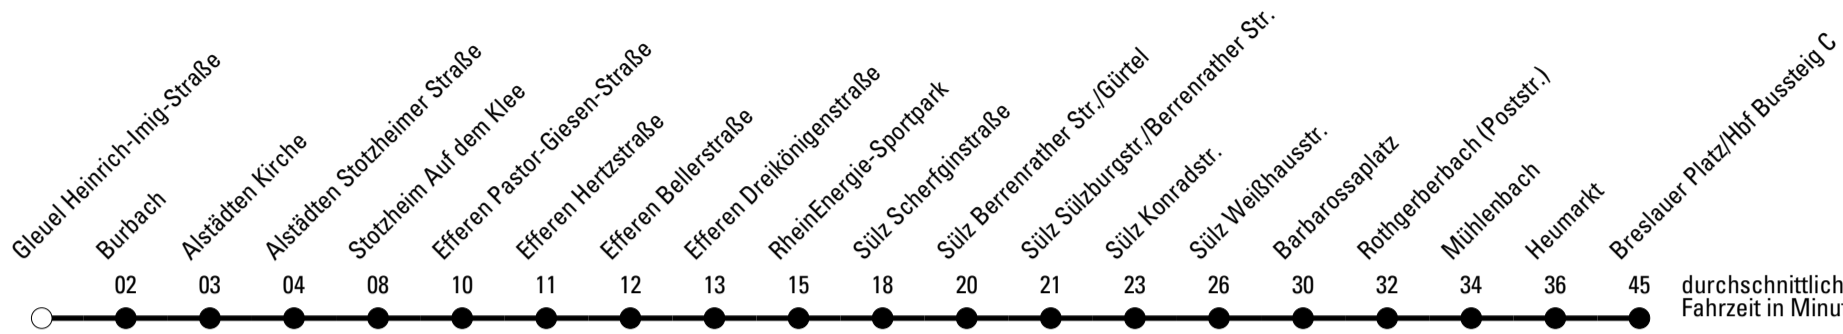 Gleuel Heinrich-Imig-Straße
Burbach
Alstädten Kirche
Alstädten Stotzheimer Straße
Stotzheim Auf dem Klee
Efferen Pastor-Giesen-Straße
Efferen Hertzstraße
Efferen Bellerstraße
Efferen Dreikönigenstraße
RheinEnergie-Sportpark
Sülz Scherfginstraße
Sülz Berrenrather Str./Gürtel
Sülz Sülzburgstr./Berrenrather Str.
Sülz Konradstr.
Sülz Weißhausstr.
Barbarossaplatz
Rothgerberbach (Poststr.)
Mühlenbach
Heumarkt
Breslauer Platz/Hbf Bussteig C
02 03 04 08 10 11 12 13 15 18 20 21 23 26 30 32 34 36 45
durchschnittlich
Fahrzeit in Minu